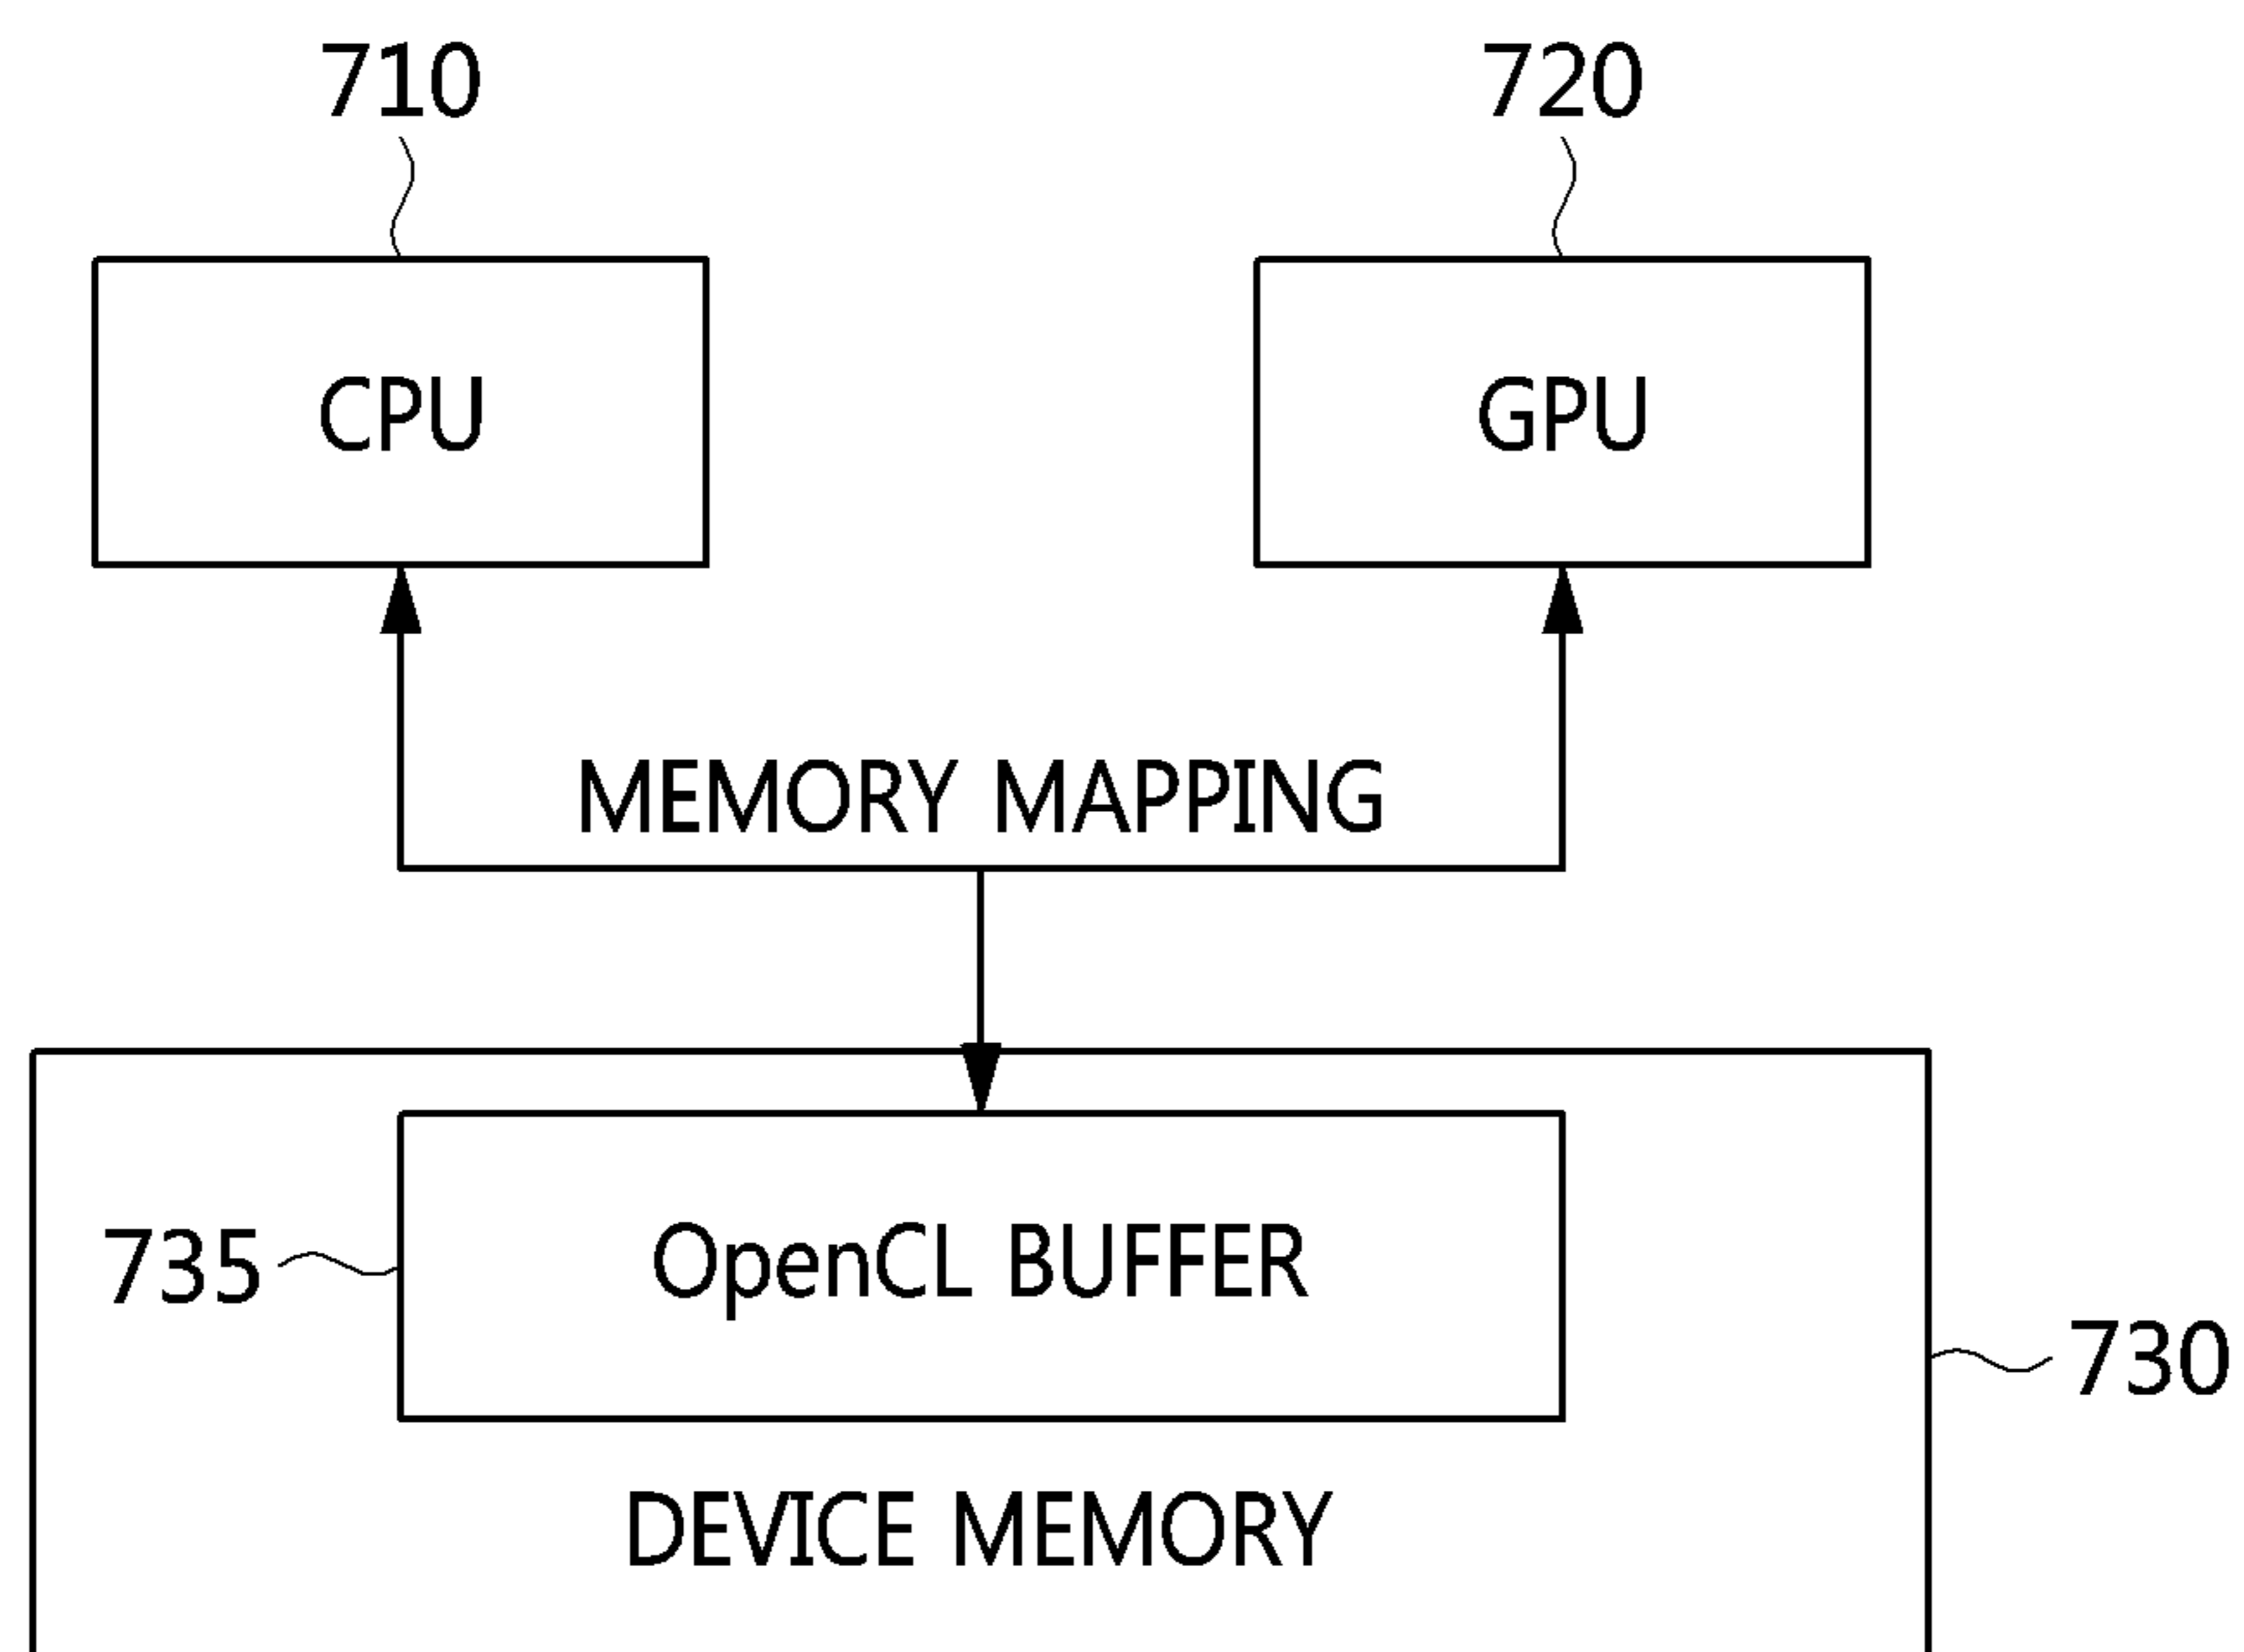 710
720
CPU
GPU
MEMORY MAPPING
735
OpenCL BUFFER
730
DEVICE MEMORY